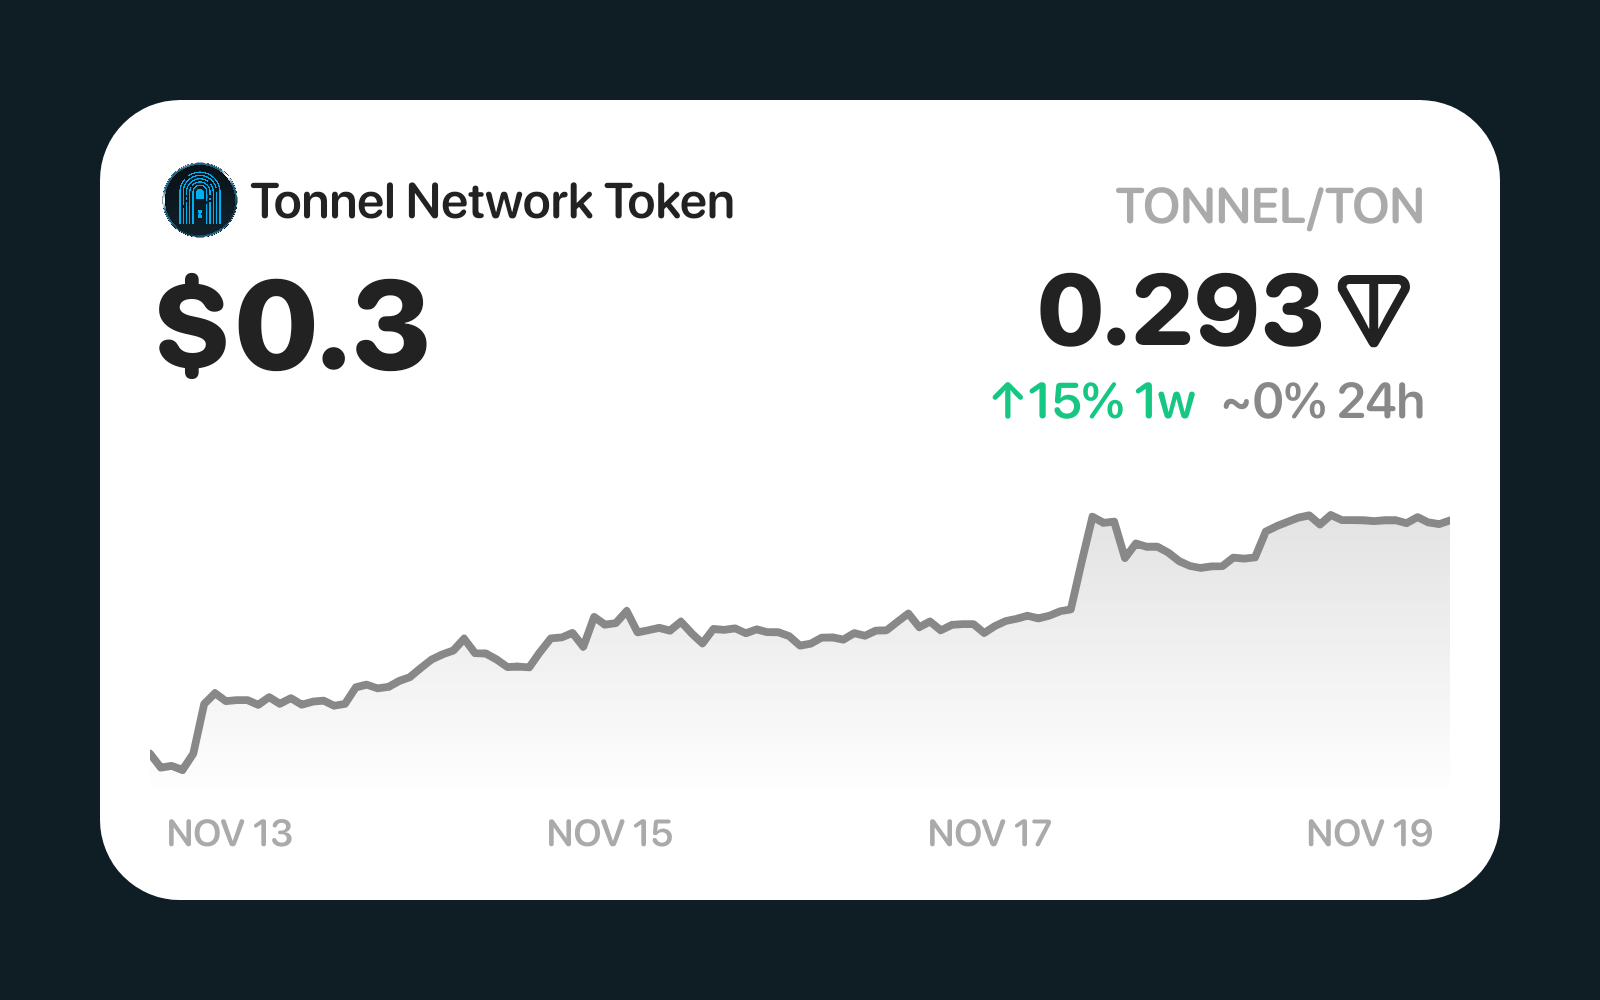 Tonnel Network Token
TONNEL/TON
$0.3
0.293
↑15% 1w ~0% 24h
NOV 13 NOV 15 NOV 17 NOV 19